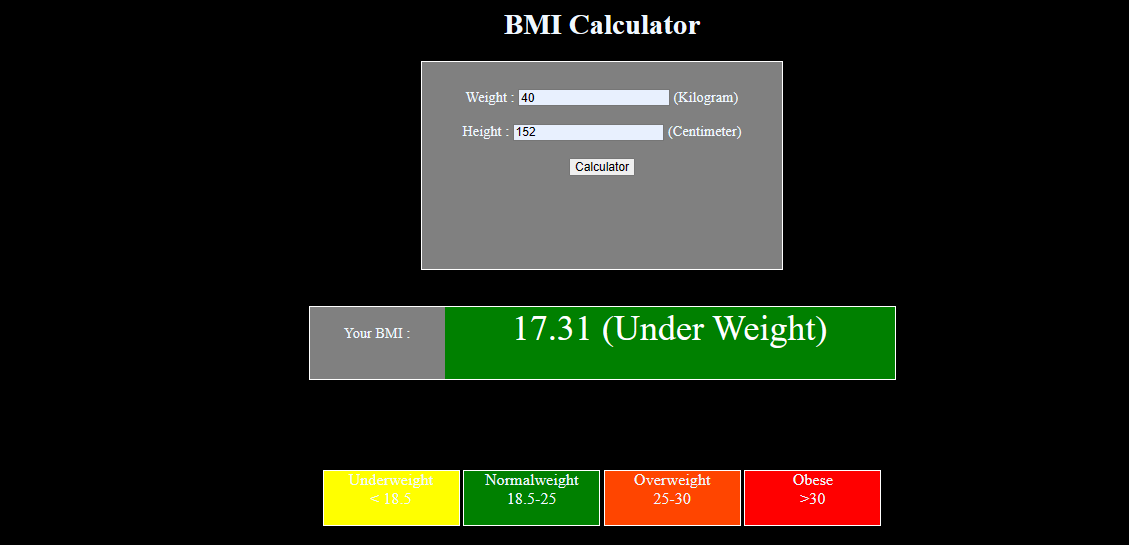 BMI Calculator
Weight : 40 (Kilogram)
Height : 152 (Centimeter)
Calculator
Your BMI : 17.31 (Under Weight)
Underweight Normalweight Overweight Obese
< 18.5 18.5-25 25-30 >30